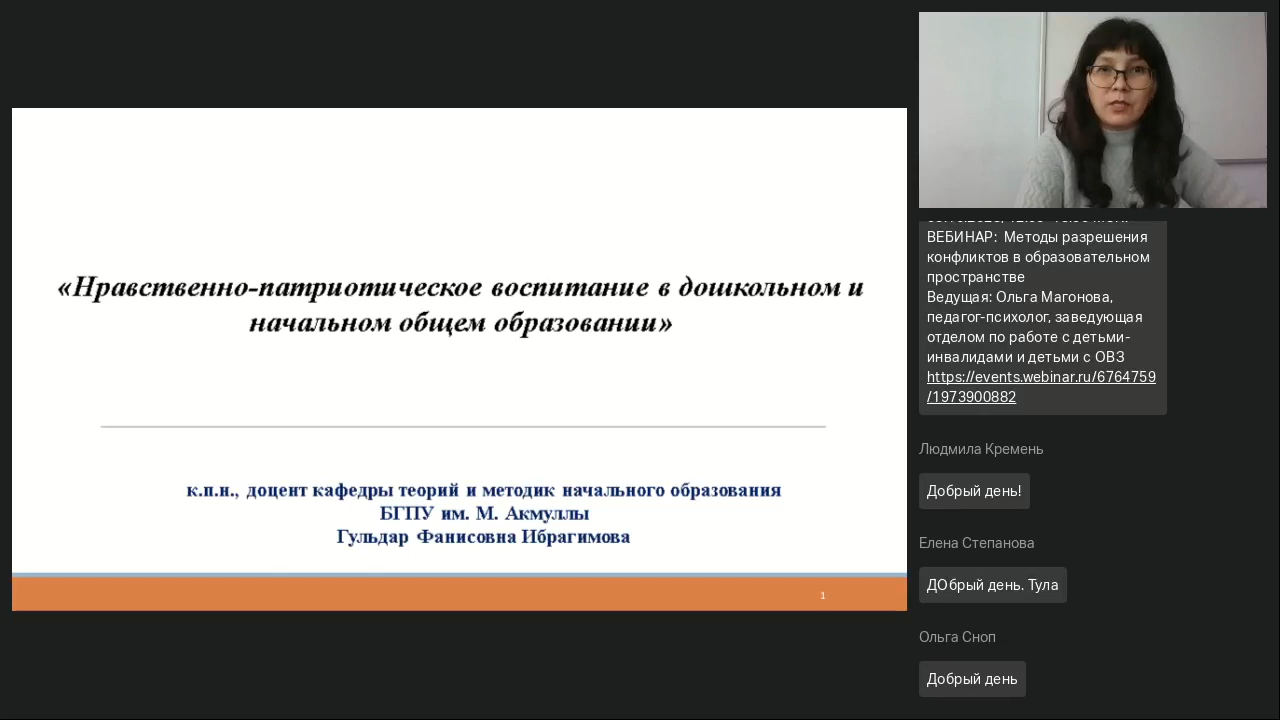 «Нравственно-патриотическое воспитание в дошкольном и
начальном общем образовании»
к.п.н., доцент кафедры теорий и методик начального образования
БГПУ им. М. Акмуллы
Гульдар Фанисовна Ибрагимова
1
ВЕБИНАР: Методы разрешения
конфликтов в образовательном
пространстве
Ведущая: Ольга Магонова,
педагог-психолог, заведующая
отделом по работе с детьми-
инвалидами и детьми с ОВЗ
https://events.webinar.ru/6764759
/1973900882
Людмила Кремень
Добрый день!
Елена Степанова
ДОбрый день. Тула
Ольга Сноп
Добрый день